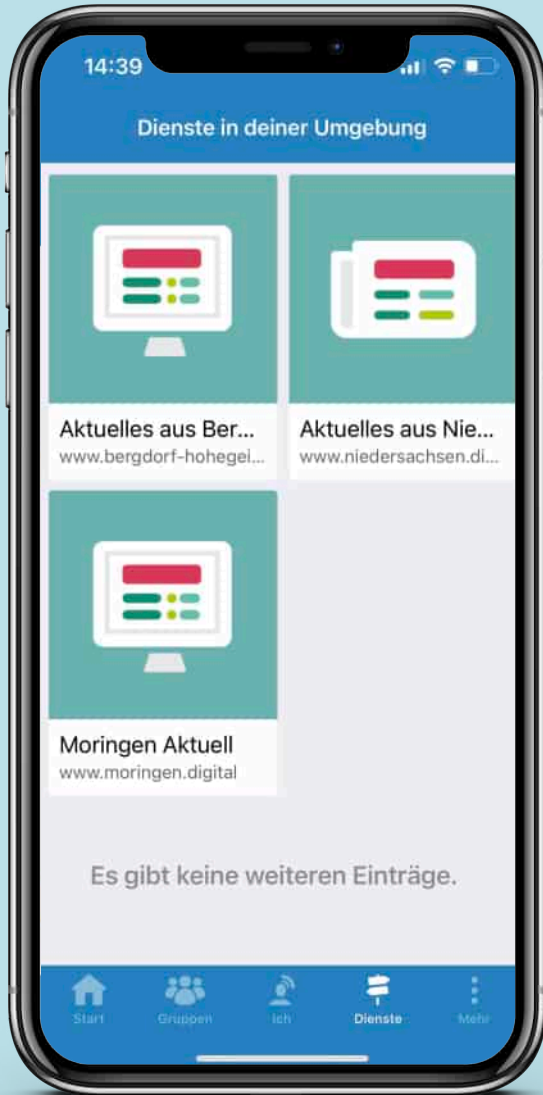 14:39
Dienste in deiner Umgebung
Aktuelles aus Ber...
www.bergdorf-hohegei...
Aktuelles aus Nie...
www.niedersachsen.di...
Moringen Aktuell
www.moringen.digital
Es gibt keine weiteren Einträge.
Start
Gruppen
Ich
Dienste
Mehr